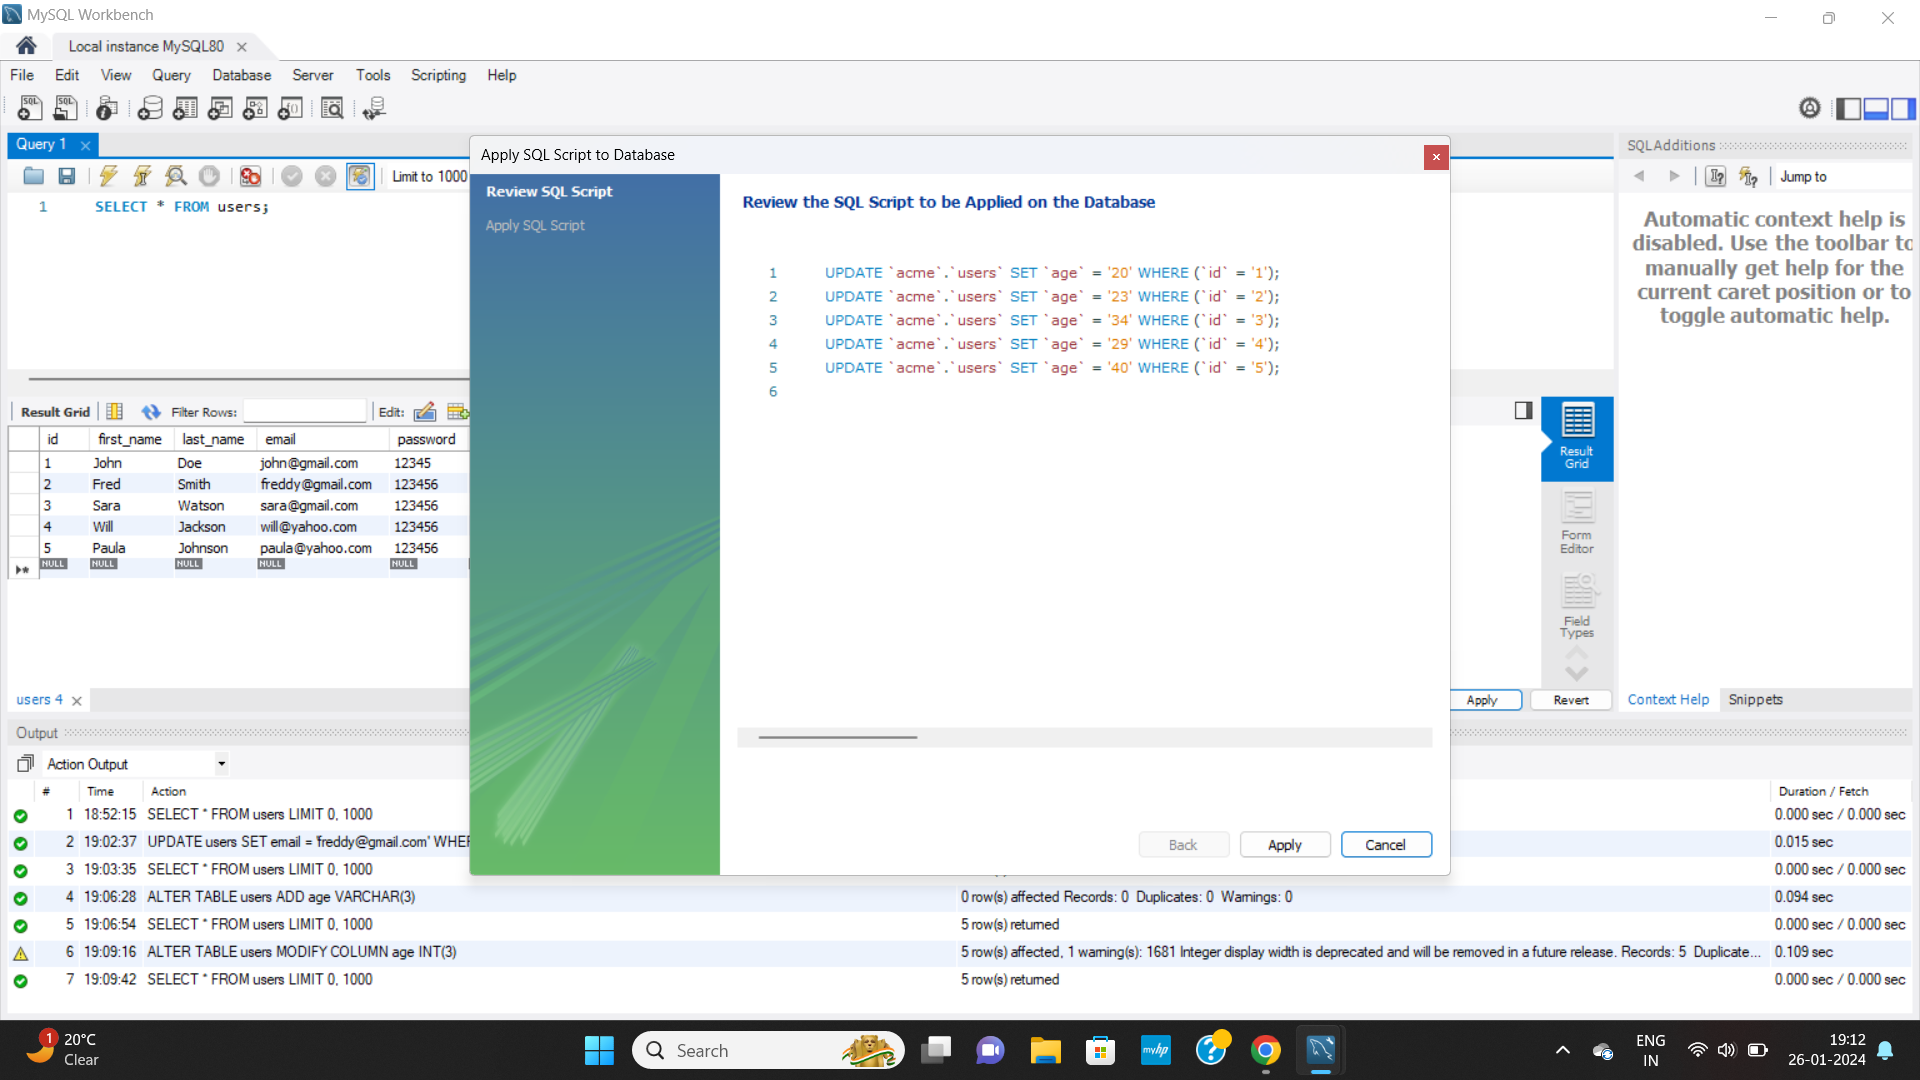 MySQL Workbench
Local instance MySQL80
File Edit View Query Database Server Tools Scripting Help
Query 1
Limit to 1000
1 SELECT * FROM users;
Apply SQL Script to Database
Review SQL Script
Apply SQL Script
Review the SQL Script to be Applied on the Database
1 UPDATE `acme`.`users` SET `age` = '20' WHERE (`id` = '1');
2 UPDATE `acme`.`users` SET `age` = '23' WHERE (`id` = '2');
3 UPDATE `acme`.`users` SET `age` = '34' WHERE (`id` = '3');
4 UPDATE `acme`.`users` SET `age` = '29' WHERE (`id` = '4');
5 UPDATE `acme`.`users` SET `age` = '40' WHERE (`id` = '5');
6
Back Apply Cancel
SQLAdditions
Jump to
Automatic context help is
disabled. Use the toolbar to
manually get help for the
current caret position or to
toggle automatic help.
Result Grid Filter Rows: Edit:
id first_name last_name email password
1 John Doe john@gmail.com 12345
2 Fred Smith freddy@gmail.com 123456
3 Sara Watson sara@gmail.com 123456
4 Will Jackson will@yahoo.com 123456
5 Paula Johnson paula@yahoo.com 123456
NULL NULL NULL NULL NULL
Result
Grid
Form
Editor
Field
Types
users 4
Apply Revert
Context Help Snippets
Output
Action Output
# Time Action Duration / Fetch
1 18:52:15 SELECT * FROM users LIMIT 0, 1000 0.000 sec / 0.000 sec
2 19:02:37 UPDATE users SET email = 'freddy@gmail.com' WHER 0.015 sec
3 19:03:35 SELECT * FROM users LIMIT 0, 1000 0.000 sec / 0.000 sec
4 19:06:28 ALTER TABLE users ADD age VARCHAR(3) 0 row(s) affected Records: 0 Duplicates: 0 Warnings: 0 0.094 sec
5 19:06:54 SELECT * FROM users LIMIT 0, 1000 5 row(s) returned 0.000 sec / 0.000 sec
6 19:09:16 ALTER TABLE users MODIFY COLUMN age INT(3) 5 row(s) affected, 1 warning(s): 1681 Integer display width is deprecated and will be removed in a future release. Records: 5 Duplicate... 0.109 sec
7 19:09:42 SELECT * FROM users LIMIT 0, 1000 5 row(s) returned 0.000 sec / 0.000 sec
1
20°C
Clear
Search
myhp
ENG
IN
19:12
26-01-2024